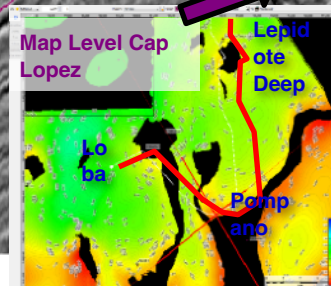 Map Level Cap
Lopez
Lepid
ote
Deep
Lo
ba
Pomp
ano